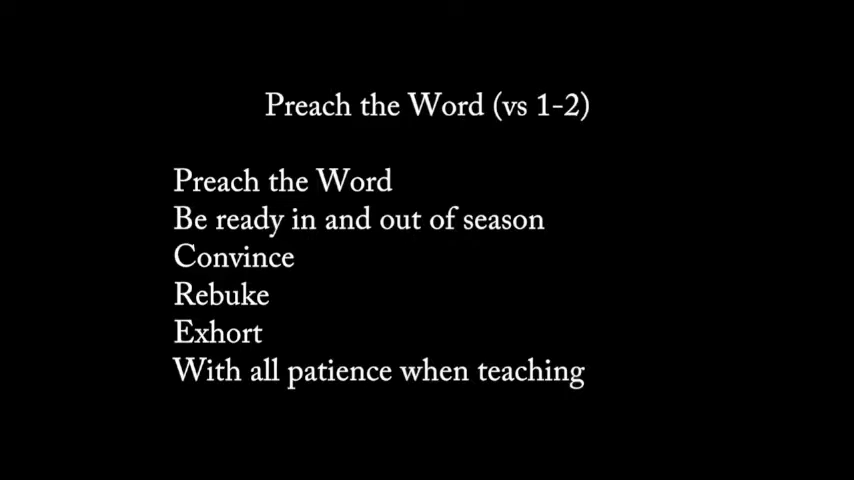 Preach the Word (vs 1-2)
Preach the Word
Be ready in and out of season
Convince
Rebuke
Exhort
With all patience when teaching